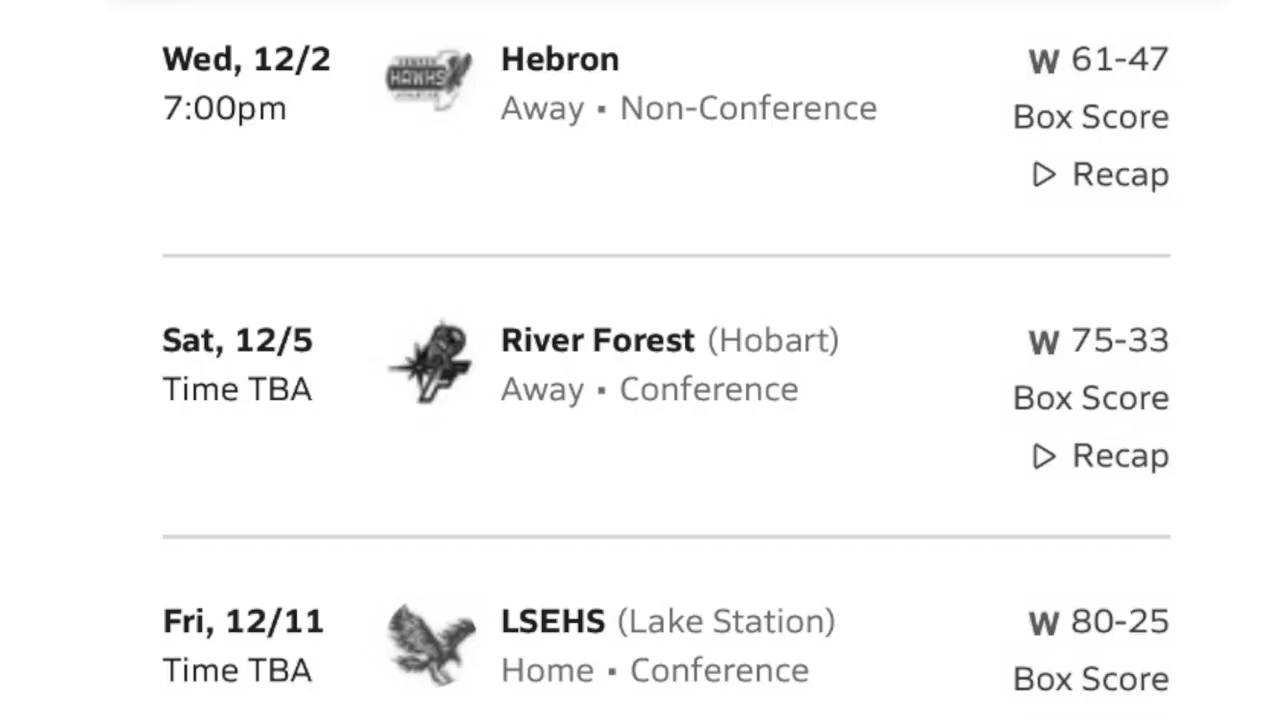 Wed, 12/2 HAWKS Hebron W 61-47
7:00pm Away ▪ Non-Conference Box Score
Recap
Sat, 12/5 River Forest (Hobart) W 75-33
Time TBA Away ▪ Conference Box Score
Recap
Fri, 12/11 LSEHS (Lake Station) W 80-25
Time TBA Home ▪ Conference Box Score